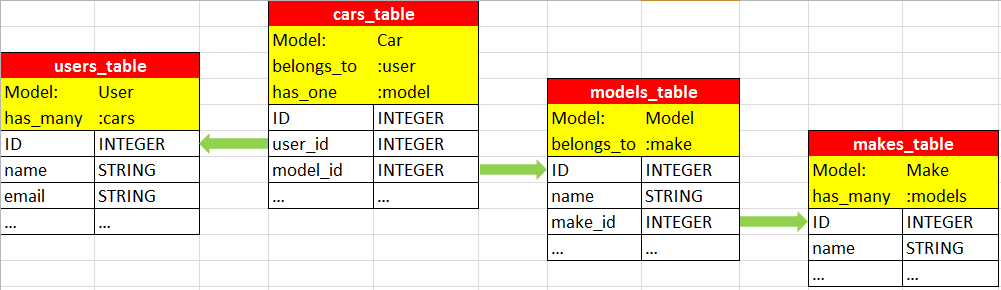 users_table
Model: User
has_many :cars
ID INTEGER
name STRING
email STRING
... ...
cars_table
Model: Car
belongs_to :user
has_one :model
ID INTEGER
user_id INTEGER
model_id INTEGER
... ...
models_table
Model: Model
belongs_to :make
ID INTEGER
name STRING
make_id INTEGER
... ...
makes_table
Model: Make
has_many :models
ID INTEGER
name STRING
... ...